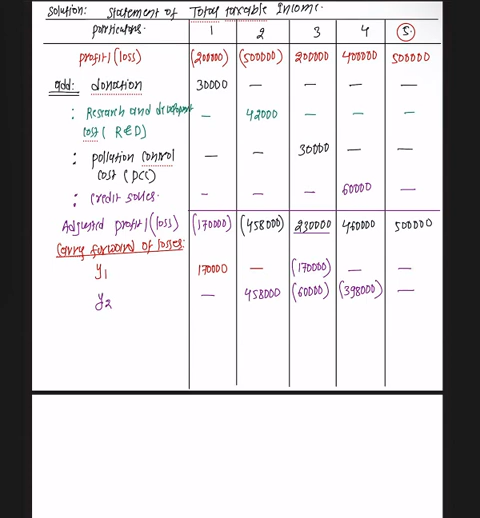 Solution: Statement of Total taxable Income.
particulars. 1 2 3 4 5
profit/(loss) (200000) (500000) 200000 400000 500000
add: donation 30000 — — — —
: Research and developmt — 42000 — — —
cost (R&D)
: pollation control — — 30000 — —
cost (PCC)
: credit sales. — — — 60000 —
Adjusted profit/(loss) (170000) (458000) 230000 460000 500000
Carry forward of losses:
Y1 170000 — (170000) — —
Y2 — 458000 (60000) (398000) —